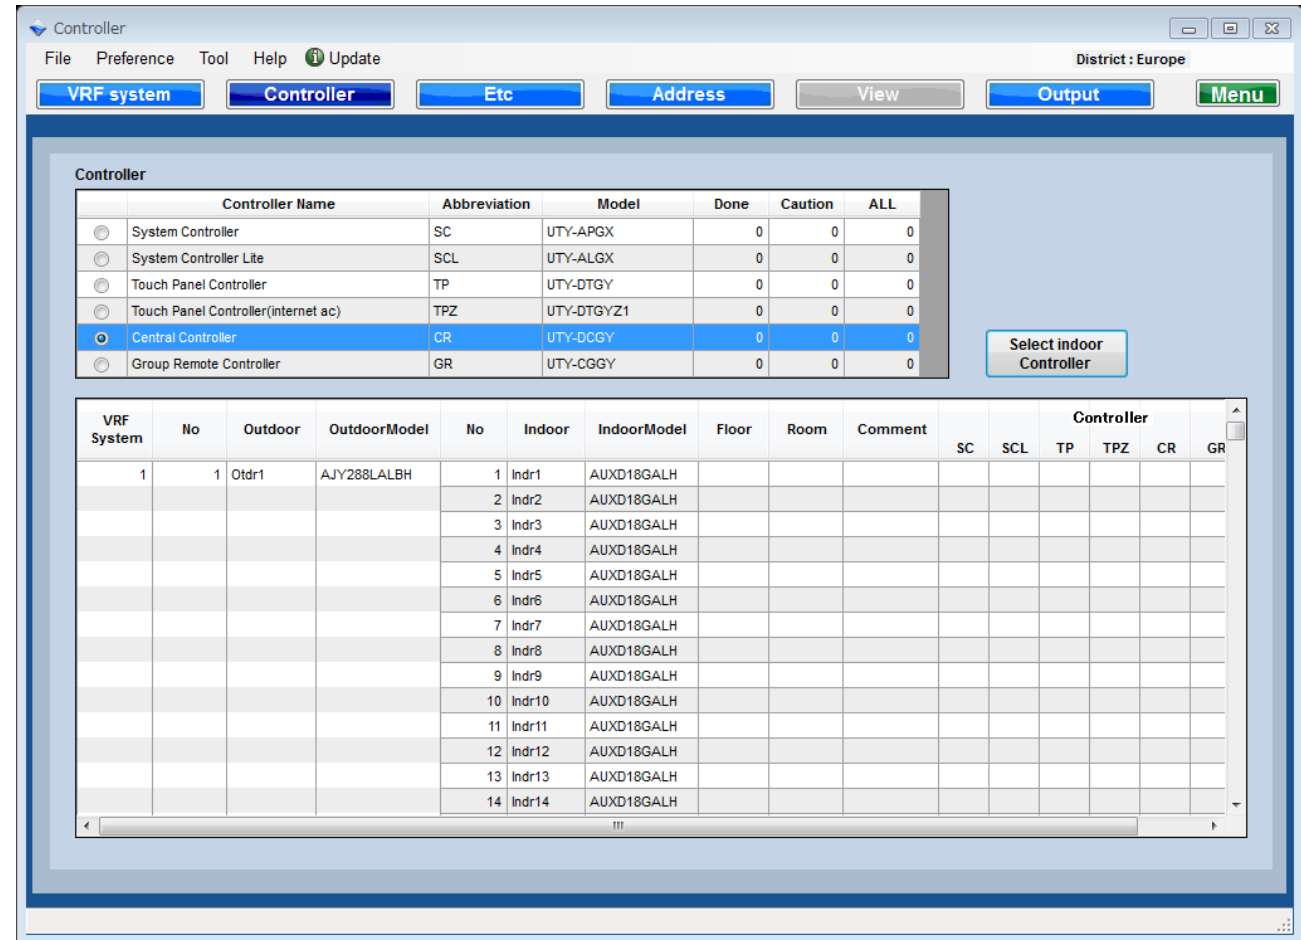 Controller
File Preference Tool Help Update District : Europe
VRF system Controller Etc Address View Output Menu
Controller
Controller Name Abbreviation Model Done Caution ALL
System Controller SC UTY-APGX 0 0 0
System Controller Lite SCL UTY-ALGX 0 0 0
Touch Panel Controller TP UTY-DTGY 0 0 0
Touch Panel Controller(internet ac) TPZ UTY-DTGYZ1 0 0 0
Central Controller CR UTY-DCGY 0 0 0
Group Remote Controller GR UTY-CGGY 0 0 0
Select indoor
Controller
VRF
System No Outdoor OutdoorModel No Indoor IndoorModel Floor Room Comment Controller
SC SCL TP TPZ CR GR
1 1 Otdr1 AJY288LALBH 1 Indr1 AUXD18GALH
2 Indr2 AUXD18GALH
3 Indr3 AUXD18GALH
4 Indr4 AUXD18GALH
5 Indr5 AUXD18GALH
6 Indr6 AUXD18GALH
7 Indr7 AUXD18GALH
8 Indr8 AUXD18GALH
9 Indr9 AUXD18GALH
10 Indr10 AUXD18GALH
11 Indr11 AUXD18GALH
12 Indr12 AUXD18GALH
13 Indr13 AUXD18GALH
14 Indr14 AUXD18GALH